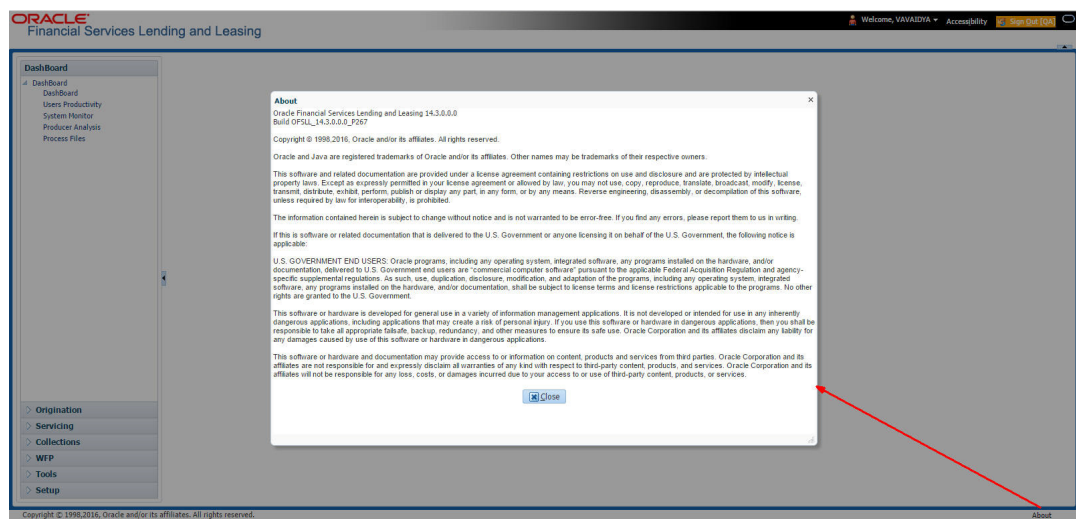 ORACLE
Financial Services Lending and Leasing
Welcome, VAVAIDYA
Accessibility
Sign Out [QA]
DashBoard
DashBoard
DashBoard
Users Productivity
System Monitor
Producer Analysis
Process Files
Origination
Servicing
Collections
WFP
Tools
Setup
About
Oracle Financial Services Lending and Leasing 14.3.0.0.0
Build OFSLL_14.3.0.0.0_P267
Copyright © 1998,2016, Oracle and/or its affiliates. All rights reserved.
Oracle and Java are registered trademarks of Oracle and/or its affiliates. Other names may be trademarks of their respective owners.
This software and related documentation are provided under a license agreement containing restrictions on use and disclosure and are protected by intellectual
property laws. Except as expressly permitted in your license agreement or allowed by law, you may not use, copy, reproduce, translate, broadcast, modify, license,
transmit, distribute, exhibit, perform, publish or display any part, in any form, or by any means. Reverse engineering, disassembly, or decompilation of this software,
unless required by law for interoperability, is prohibited.
The information contained herein is subject to change without notice and is not warranted to be error-free. If you find any errors, please report them to us in writing.
If this is software or related documentation that is delivered to the U.S. Government or anyone licensing it on behalf of the U.S. Government, the following notice is
applicable:
U.S. GOVERNMENT END USERS: Oracle programs, including any operating system, integrated software, any programs installed on the hardware, and/or
documentation, delivered to U.S. Government end users are "commercial computer software" pursuant to the applicable Federal Acquisition Regulation and agency-
specific supplemental regulations. As such, use, duplication, disclosure, modification, and adaptation of the programs, including any operating system, integrated
software, any programs installed on the hardware, and/or documentation, shall be subject to license terms and license restrictions applicable to the programs. No other
rights are granted to the U.S. Government.
This software or hardware is developed for general use in a variety of information management applications. It is not developed or intended for use in any inherently
dangerous applications, including applications that may create a risk of personal injury. If you use this software or hardware in dangerous applications, then you shall be
responsible to take all appropriate failsafe, backup, redundancy, and other measures to ensure its safe use. Oracle Corporation and its affiliates disclaim any liability for
any damages caused by use of this software or hardware in dangerous applications.
This software or hardware and documentation may provide access to or information on content, products and services from third parties. Oracle Corporation and its
affiliates are not responsible for and expressly disclaim all warranties of any kind with respect to third-party content, products, and services. Oracle Corporation and its
affiliates will not be responsible for any loss, costs, or damages incurred due to your access to or use of third-party content, products, or services.
Close
Copyright © 1998,2016, Oracle and/or its affiliates. All rights reserved.
About